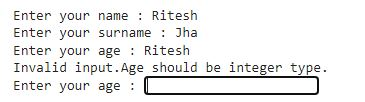 Enter your name : Ritesh
Enter your surname : Jha
Enter your age : Ritesh
Invalid input.Age should be integer type.
Enter your age :